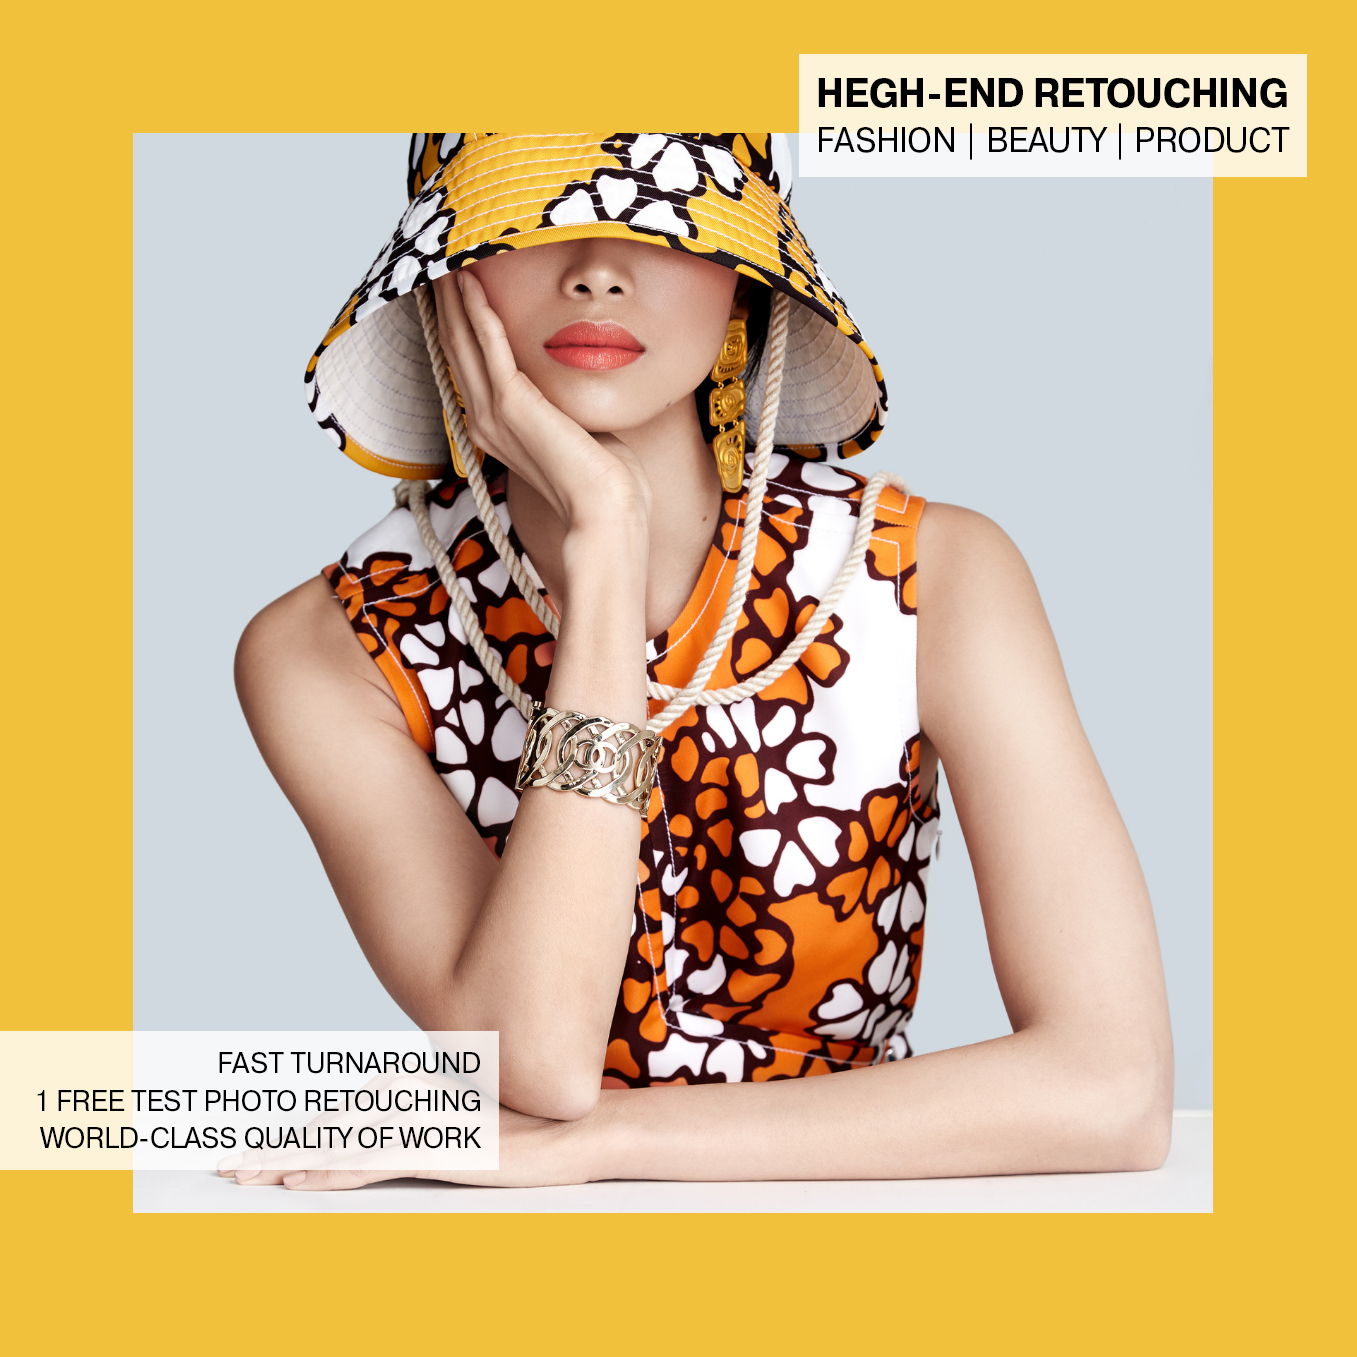 HEGH-END RETOUCHING
FASHION | BEAUTY | PRODUCT
FAST TURNAROUND
1 FREE TEST PHOTO RETOUCHING
WORLD-CLASS QUALITY OF WORK